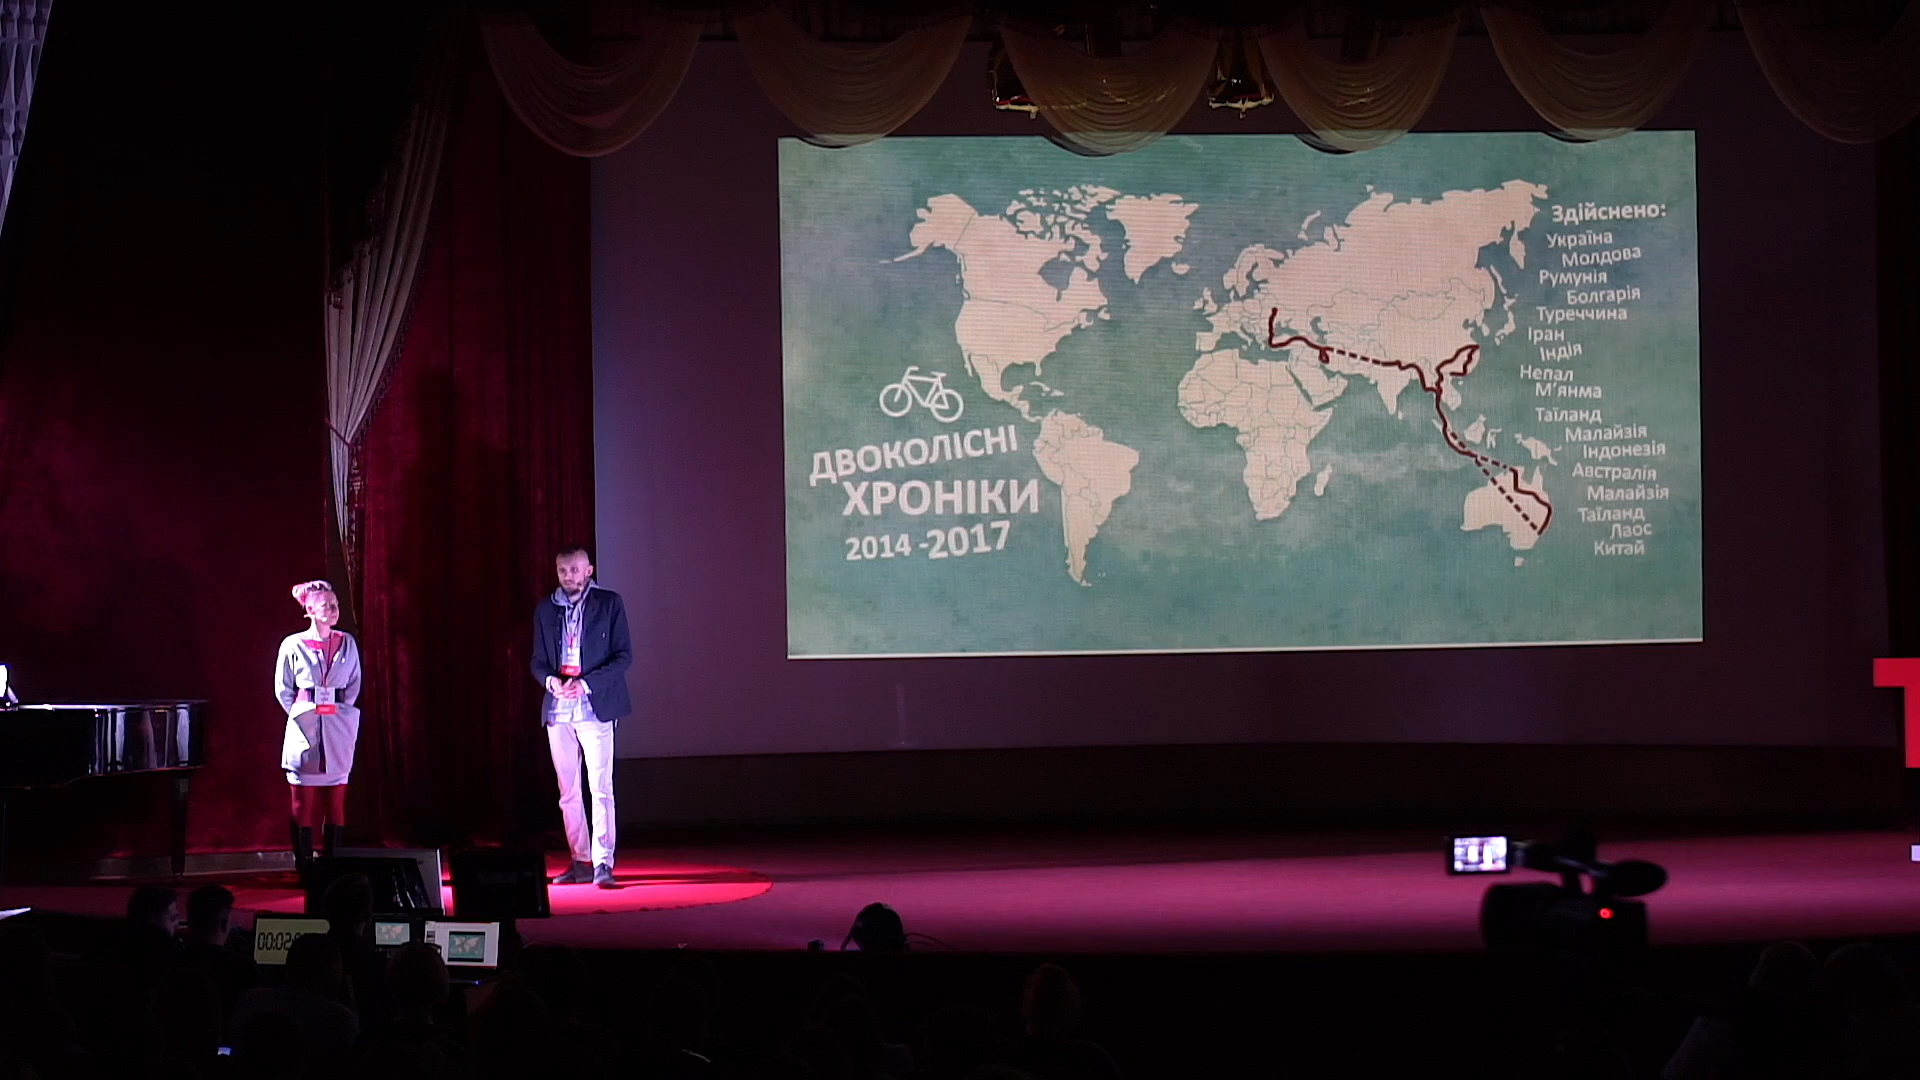 ДВОКОЛІСНІ
ХРОНІКИ
2014 -2017
Здійснено:
Україна
Молдова
Румунія
Болгарія
Туреччина
Іран
Індія
Непал
М'янма
Таїланд
Малайзія
Індонезія
Австралія
Малайзія
Таїланд
Лаос
Китай
T